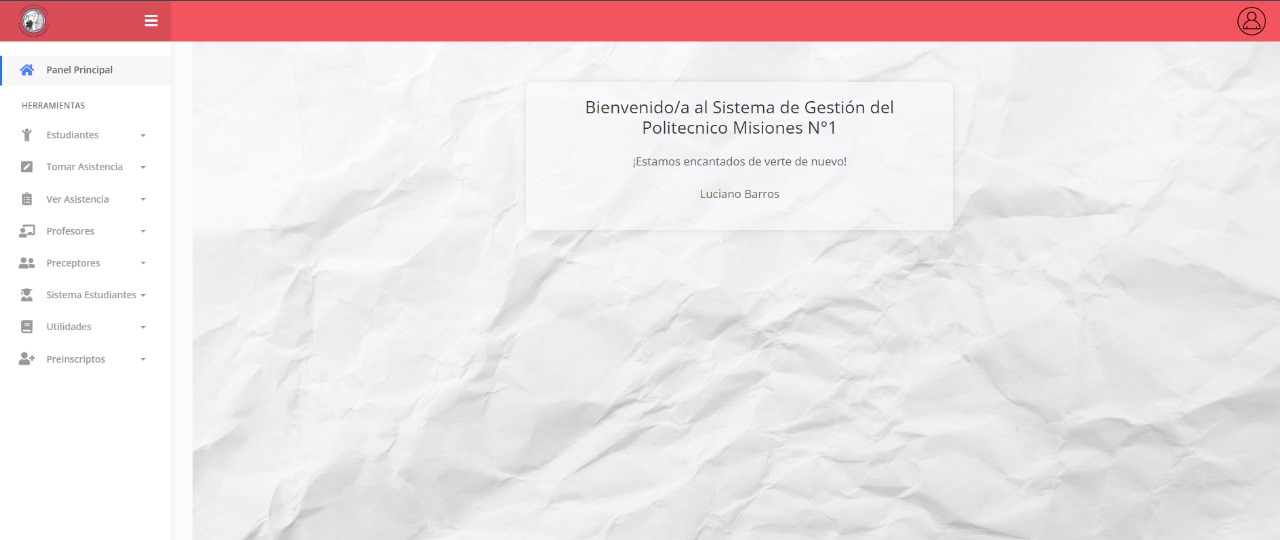 Panel Principal
HERRAMIENTAS
Estudiantes
Tomar Asistencia
Ver Asistencia
Profesores
Preceptores
Sistema Estudiantes
Utilidades
Preinscriptos
Bienvenido/a al Sistema de Gestión del
Politecnico Misiones N°1
¡Estamos encantados de verte de nuevo!
Luciano Barros